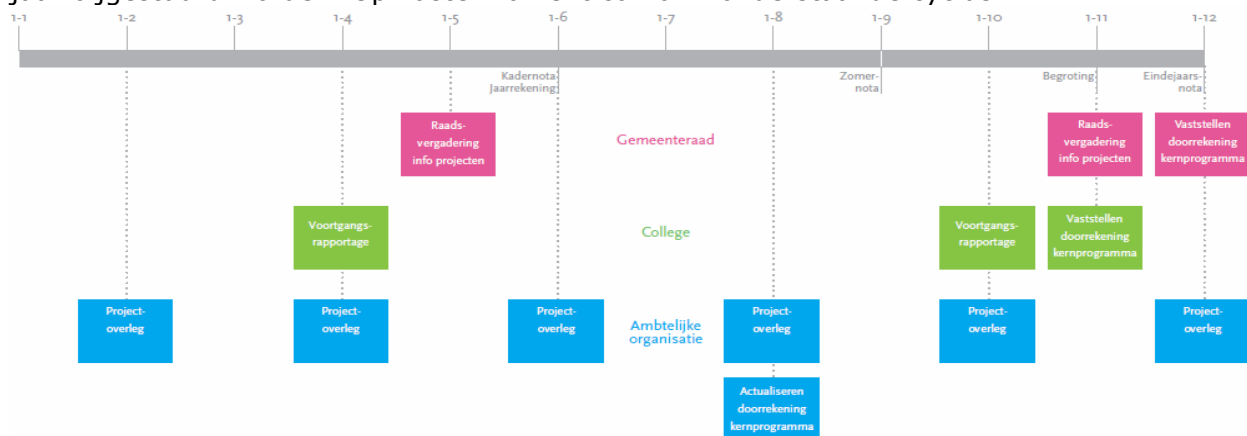 1-1 1-2 1-3 1-4 1-5 1-6 1-7 1-8 1-9 1-10 1-11 1-12
Kadernota
Jaarrekening
Zomer-
nota
Begroting
Eindejaars-
nota
Raads-
vergadering
info projecten
Gemeenteraad
Raads-
vergadering
info projecten
Vaststellen
doorrekening
kernprogramma
Voortgangs-
rapportage
College
Voortgangs-
rapportage
Vaststellen
doorrekening
kernprogramma
Project-
overleg
Project-
overleg
Project-
overleg
Ambtelijke
organisatie
Project-
overleg
Project-
overleg
Project-
overleg
Actualiseren
doorrekening
kernprogramma